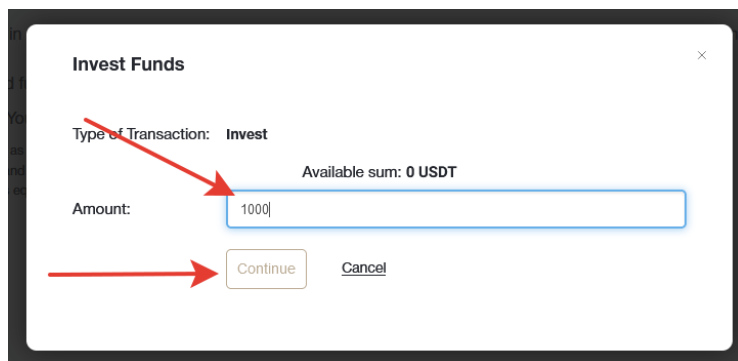 Invest Funds
Type of Transaction: Invest
Available sum: 0 USDT
Amount: 1000
Continue Cancel